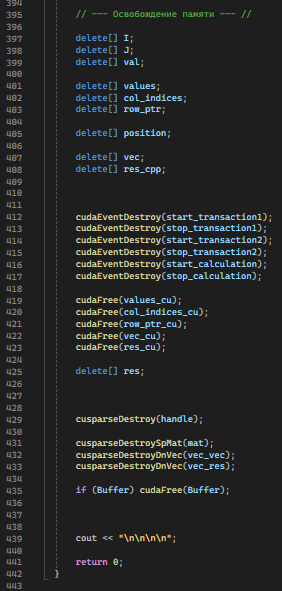 394
395 // --- Освобождение памяти --- //
396
397 delete[] I;
398 delete[] J;
399 delete[] val;
400
401 delete[] values;
402 delete[] col_indices;
403 delete[] row_ptr;
404
405 delete[] position;
406
407 delete[] vec;
408 delete[] res_cpp;
409
410
411
412 cudaEventDestroy(start_transaction1);
413 cudaEventDestroy(stop_transaction1);
414 cudaEventDestroy(start_transaction2);
415 cudaEventDestroy(stop_transaction2);
416 cudaEventDestroy(start_calculation);
417 cudaEventDestroy(stop_calculation);
418
419 cudaFree(values_cu);
420 cudaFree(col_indices_cu);
421 cudaFree(row_ptr_cu);
422 cudaFree(vec_cu);
423 cudaFree(res_cu);
424
425 delete[] res;
426
427
428
429 cusparseDestroy(handle);
430
431 cusparseDestroySpMat(mat);
432 cusparseDestroyDnVec(vec_vec);
433 cusparseDestroyDnVec(vec_res);
434
435 if (Buffer) cudaFree(Buffer);
436
437
438
439 cout << "\n\n\n\n";
440
441 return 0;
442 }
443